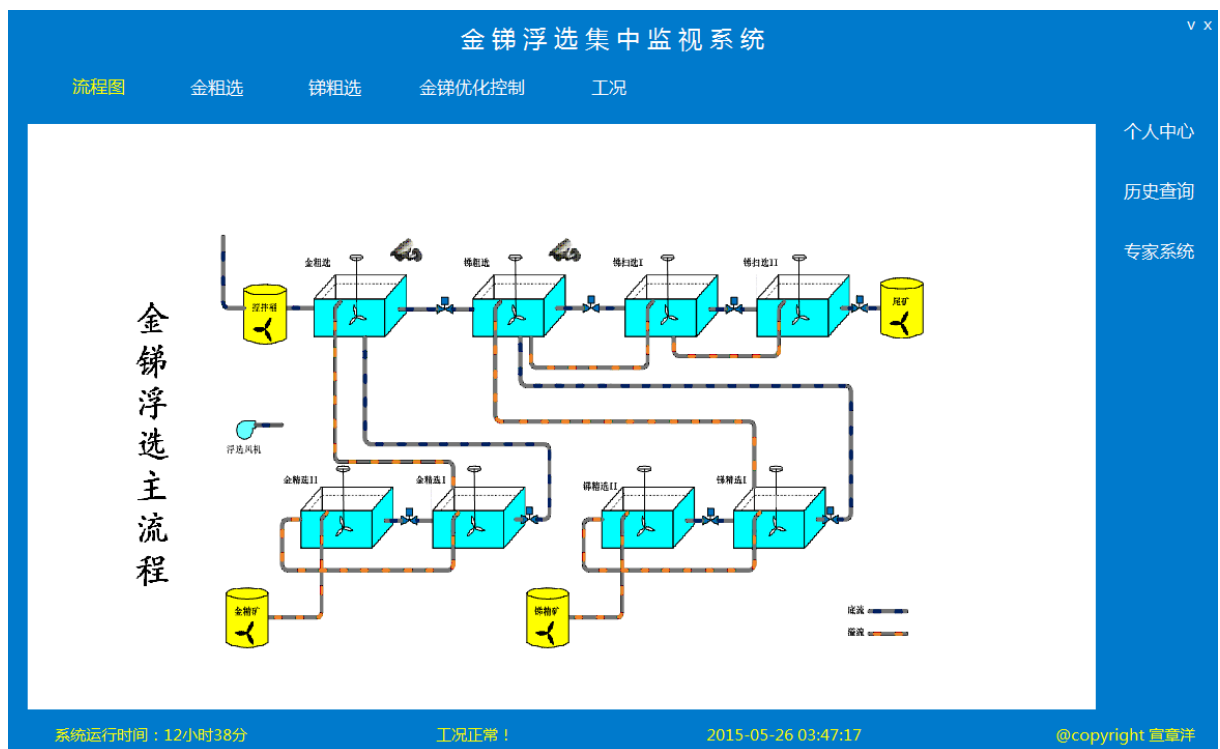 金锑浮选集中监视系统
v x
流程图 金粗选 锑粗选 金锑优化控制 工况
个人中心
历史查询
专家系统
金锑浮选主流程
金粗选 锑粗选 锑扫选I 锑扫选II
搅拌桶 尾矿
浮选风机
金精选II 金精选I 锑精选II 锑精选I
金精矿 锑精矿
底流
溢流
系统运行时间：12小时38分 工况正常！ 2015-05-26 03:47:17 @copyright 宣章洋